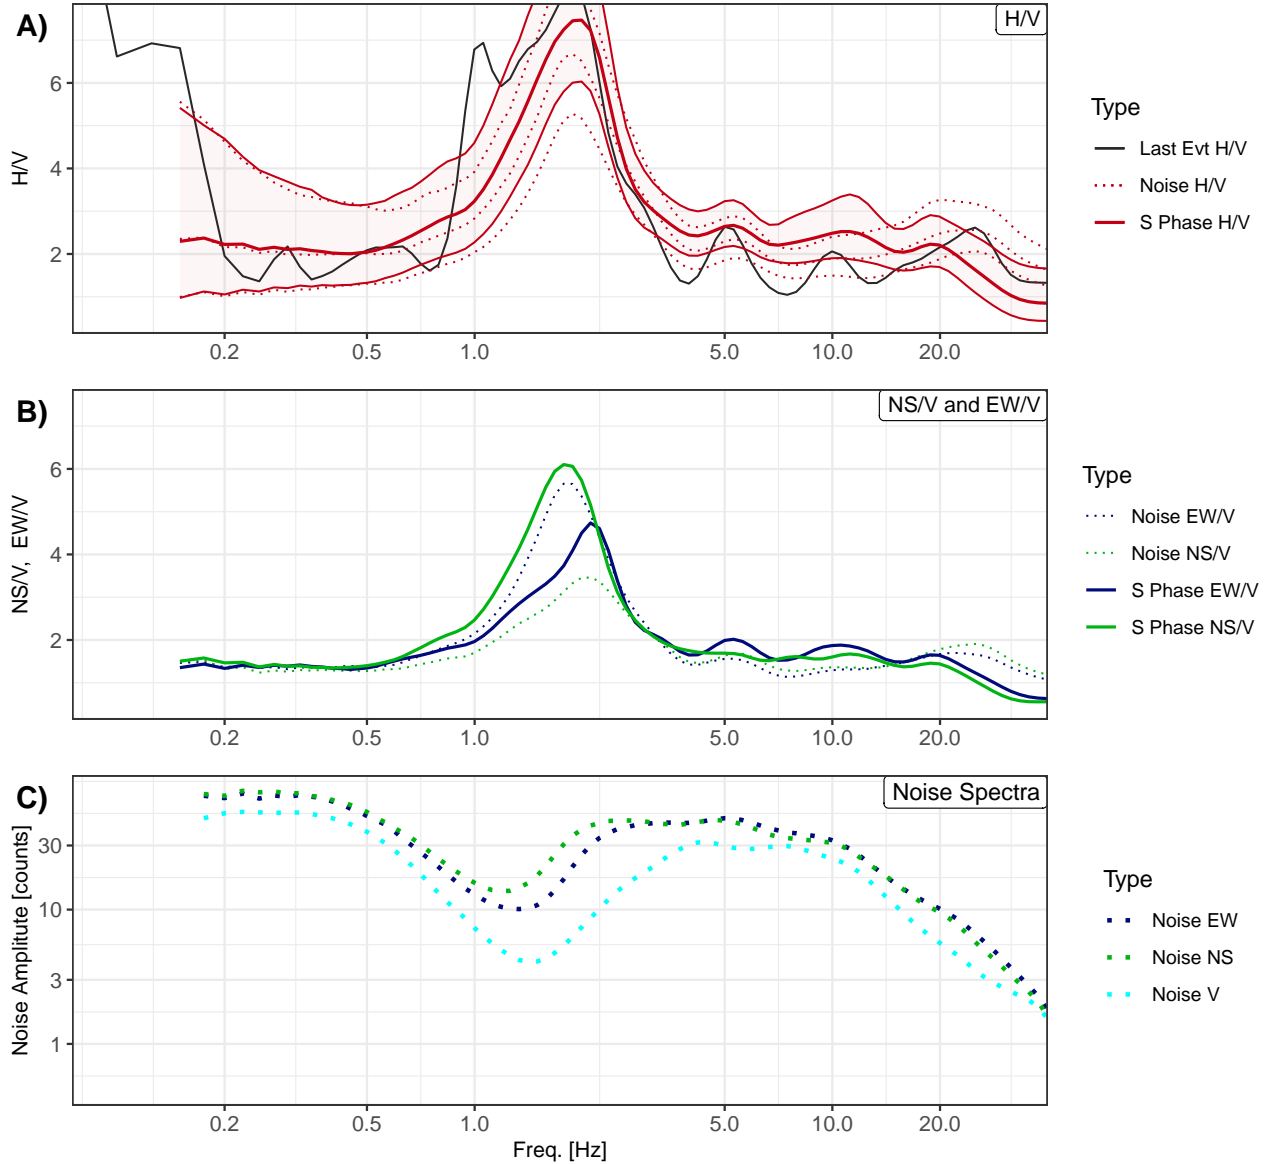 A)
H/V
H/V
2
4
6
0.2 0.5 1.0 5.0 10.0 20.0
Type
Last Evt H/V
Noise H/V
S Phase H/V
B)
NS/V and EW/V
NS/V, EW/V
2
4
6
0.2 0.5 1.0 5.0 10.0 20.0
Type
Noise EW/V
Noise NS/V
S Phase EW/V
S Phase NS/V
C)
Noise Spectra
Noise Amplitute [counts]
30
10
3
1
0.2 0.5 1.0 5.0 10.0 20.0
Freq. [Hz]
Type
Noise EW
Noise NS
Noise V